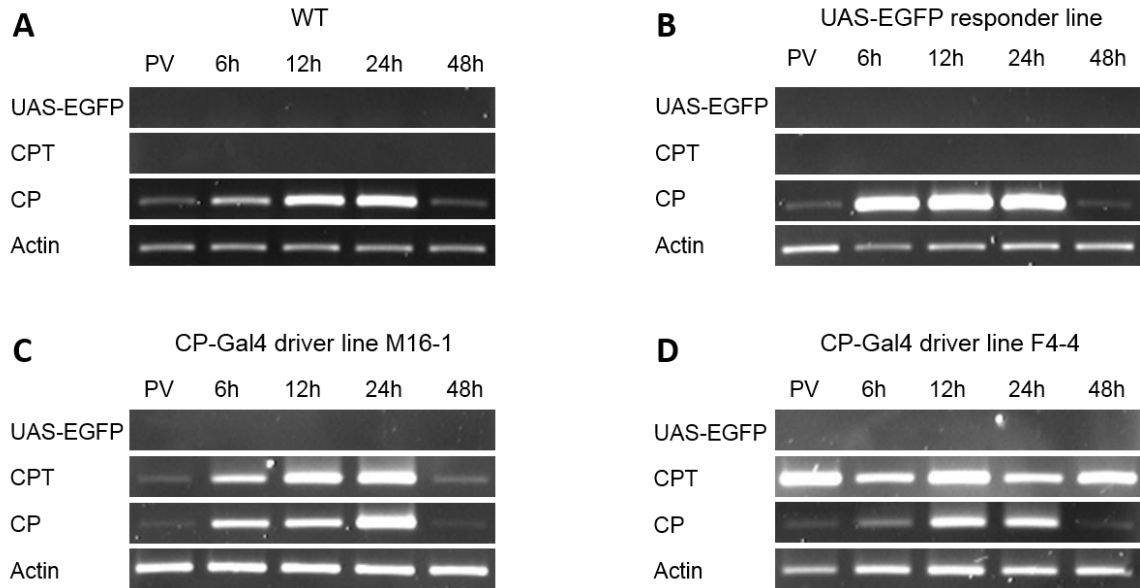 A
WT
PV 6h 12h 24h 48h
UAS-EGFP
CPT
CP
Actin
B
UAS-EGFP responder line
PV 6h 12h 24h 48h
UAS-EGFP
CPT
CP
Actin
C
CP-Gal4 driver line M16-1
PV 6h 12h 24h 48h
UAS-EGFP
CPT
CP
Actin
D
CP-Gal4 driver line F4-4
PV 6h 12h 24h 48h
UAS-EGFP
CPT
CP
Actin